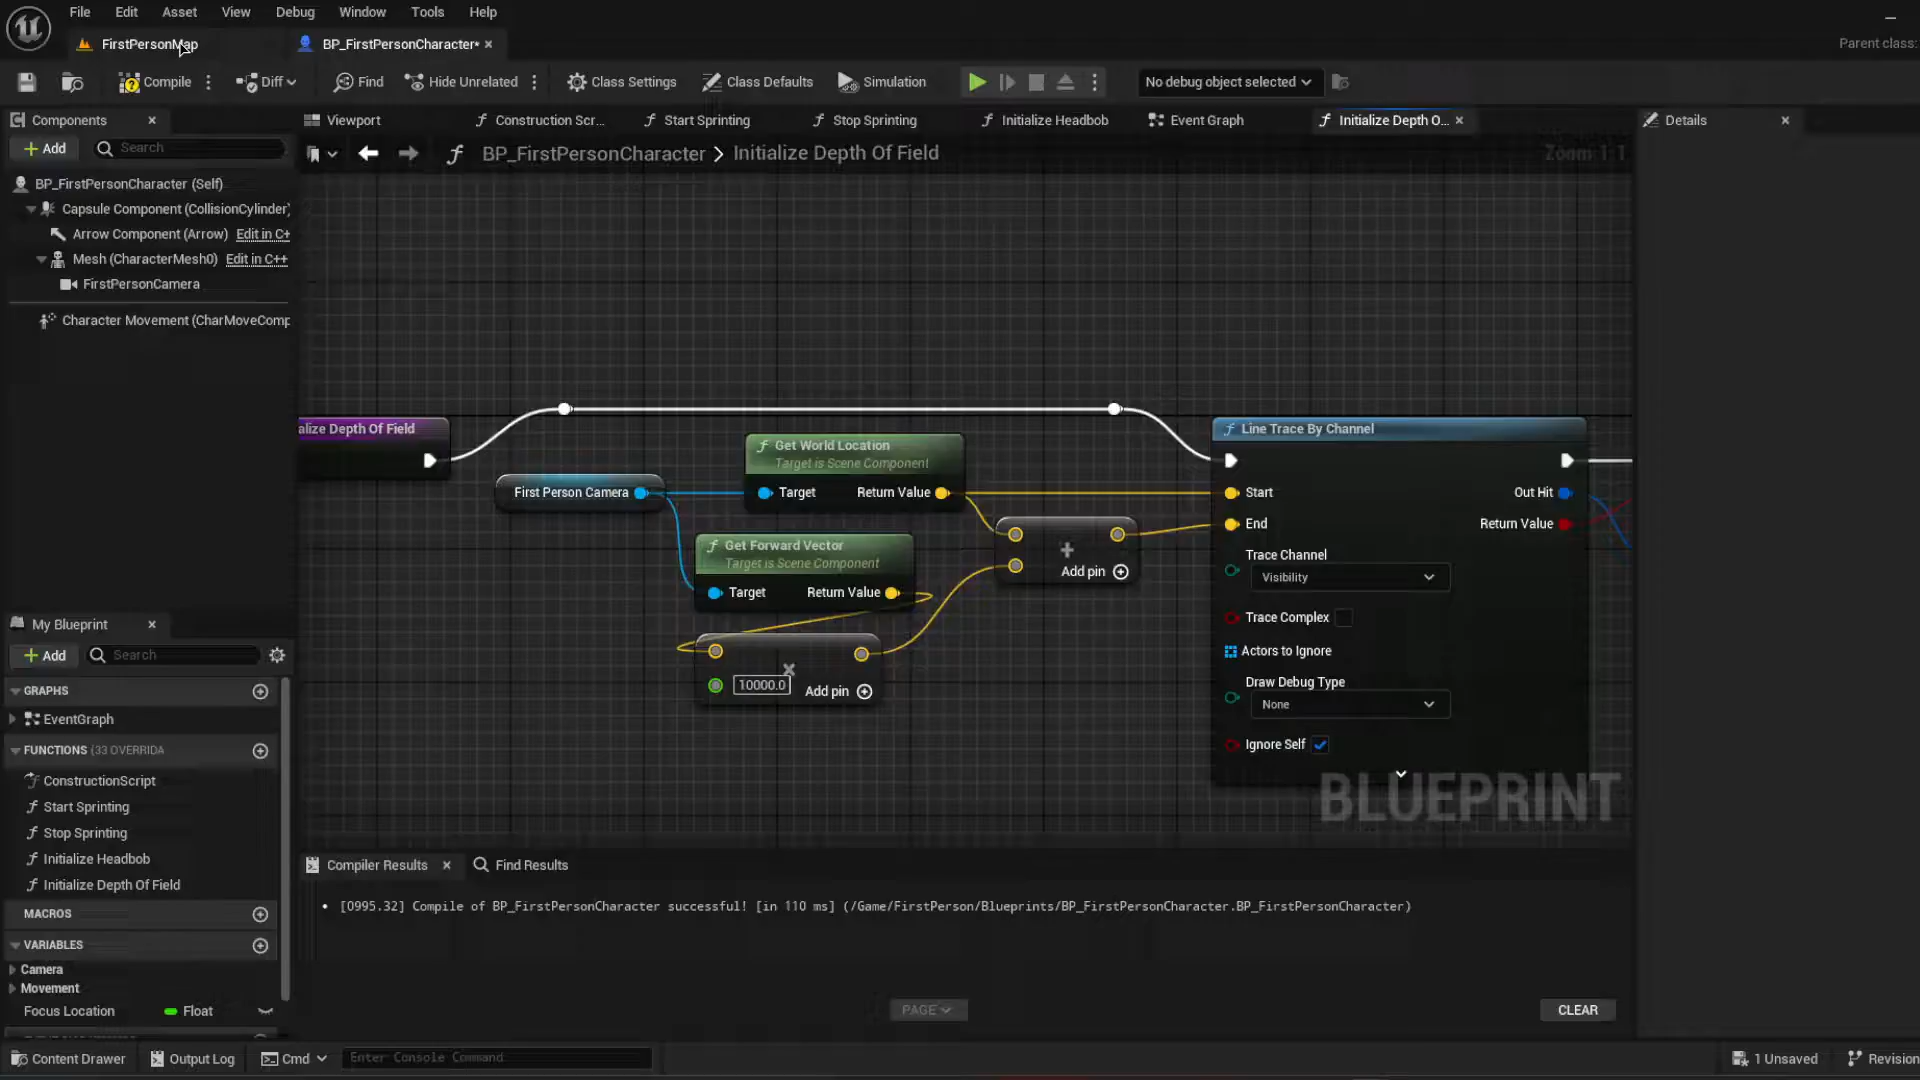 File Edit Asset View Debug Window Tools Help
FirstPersonMap
BP_FirstPersonCharacter*
Parent class:
Compile
Diff
Find
Hide Unrelated
Class Settings
Class Defaults
Simulation
No debug object selected
Components
Viewport
Construction Scr...
Start Sprinting
Stop Sprinting
Initialize Headbob
Event Graph
Initialize Depth O...
Details
Add
Search
BP_FirstPersonCharacter > Initialize Depth Of Field
Zoom 1:1
BP_FirstPersonCharacter (Self)
Capsule Component (CollisionCylinder)
Arrow Component (Arrow) Edit in C+
Mesh (CharacterMesh0) Edit in C++
FirstPersonCamera
Character Movement (CharMoveComp
alize Depth Of Field
First Person Camera
Get World Location
Target is Scene Component
Target Return Value
Get Forward Vector
Target is Scene Component
Target Return Value
Add pin
10000.0 Add pin
Line Trace By Channel
Start
Out Hit
End
Return Value
Trace Channel
Visibility
Trace Complex
Actors to Ignore
Draw Debug Type
None
Ignore Self
BLUEPRINT
My Blueprint
Add
Search
GRAPHS
EventGraph
FUNCTIONS (33 OVERRIDA
ConstructionScript
Start Sprinting
Stop Sprinting
Initialize Headbob
Initialize Depth Of Field
MACROS
VARIABLES
Camera
Movement
Focus Location Float
Compiler Results
Find Results
[0995.32] Compile of BP_FirstPersonCharacter successful! [in 110 ms] (/Game/FirstPerson/Blueprints/BP_FirstPersonCharacter.BP_FirstPersonCharacter)
PAGE
CLEAR
Content Drawer
Output Log
Cmd
Enter Console Command
1 Unsaved
Revision